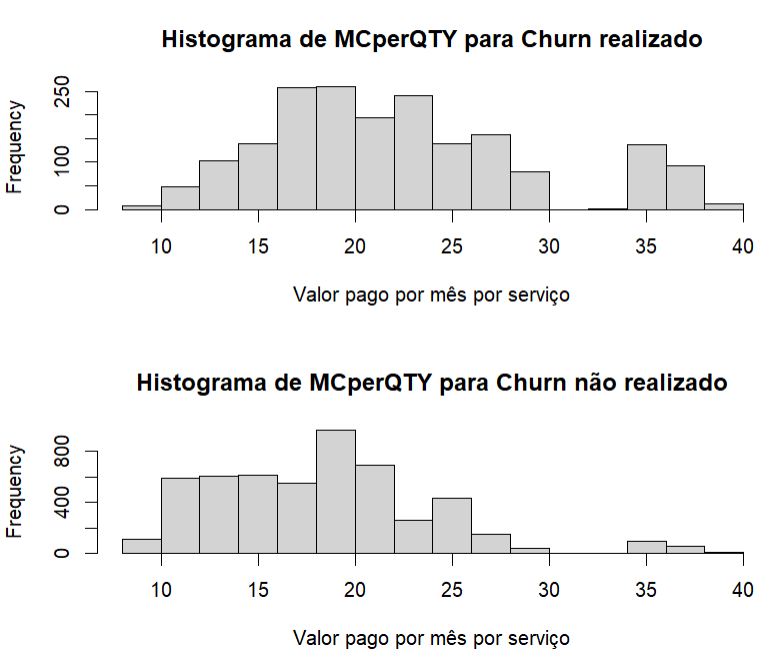 Histograma de MCperQTY para Churn realizado
Frequency
250
100
0
10 15 20 25 30 35 40
Valor pago por mês por serviço
Histograma de MCperQTY para Churn não realizado
Frequency
800
400
0
10 15 20 25 30 35 40
Valor pago por mês por serviço